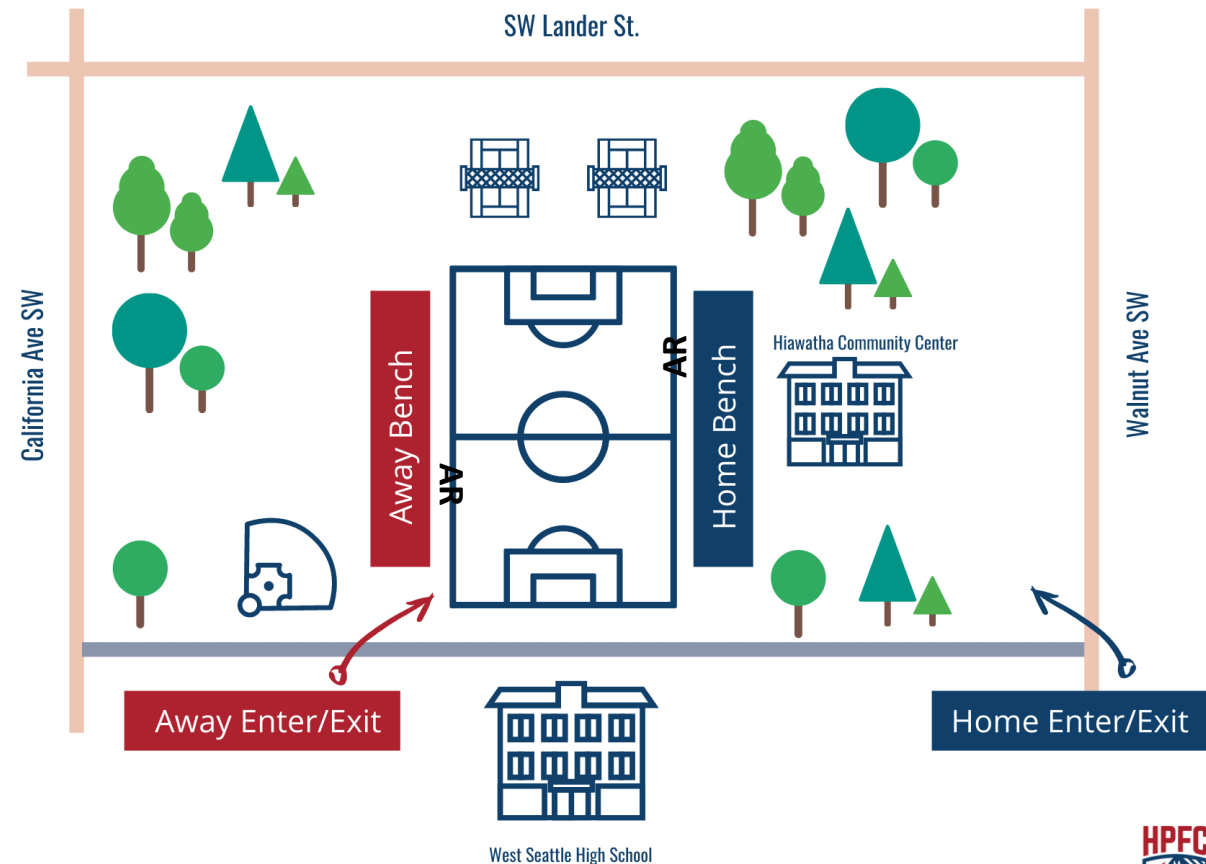 SW Lander St.
California Ave SW
Walnut Ave SW
Hiawatha Community Center
Away Bench
AR
AR
Home Bench
Away Enter/Exit
Home Enter/Exit
West Seattle High School
HPFC